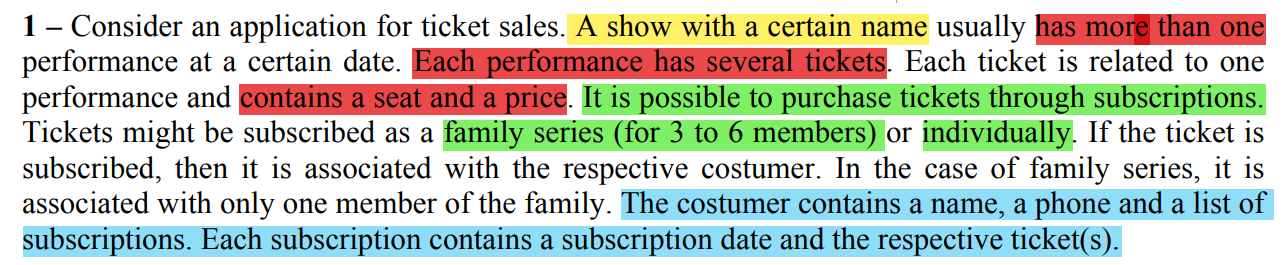 1 – Consider an application for ticket sales. A show with a certain name usually has more than one
performance at a certain date. Each performance has several tickets. Each ticket is related to one
performance and contains a seat and a price. It is possible to purchase tickets through subscriptions.
Tickets might be subscribed as a family series (for 3 to 6 members) or individually. If the ticket is
subscribed, then it is associated with the respective costumer. In the case of family series, it is
associated with only one member of the family. The costumer contains a name, a phone and a list of
subscriptions. Each subscription contains a subscription date and the respective ticket(s).